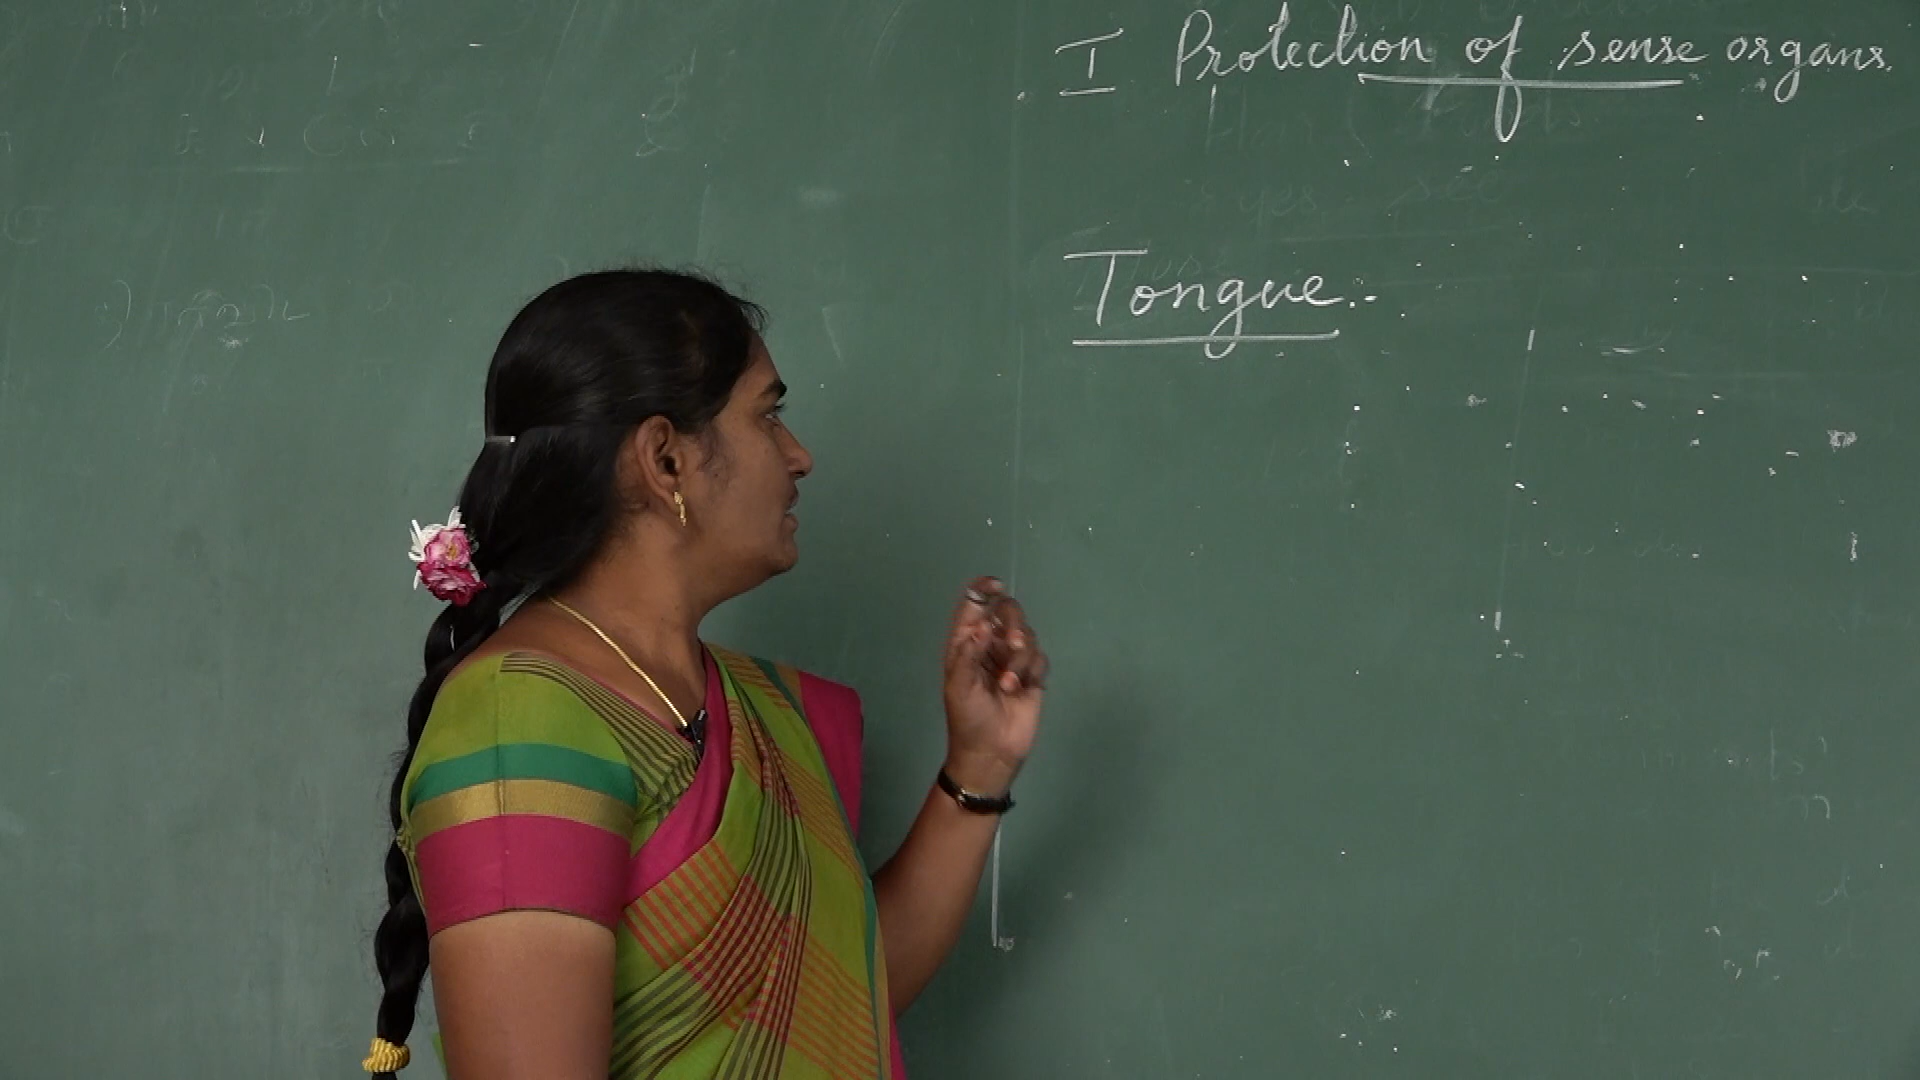 I Protection of sense organs.
Tongue :-